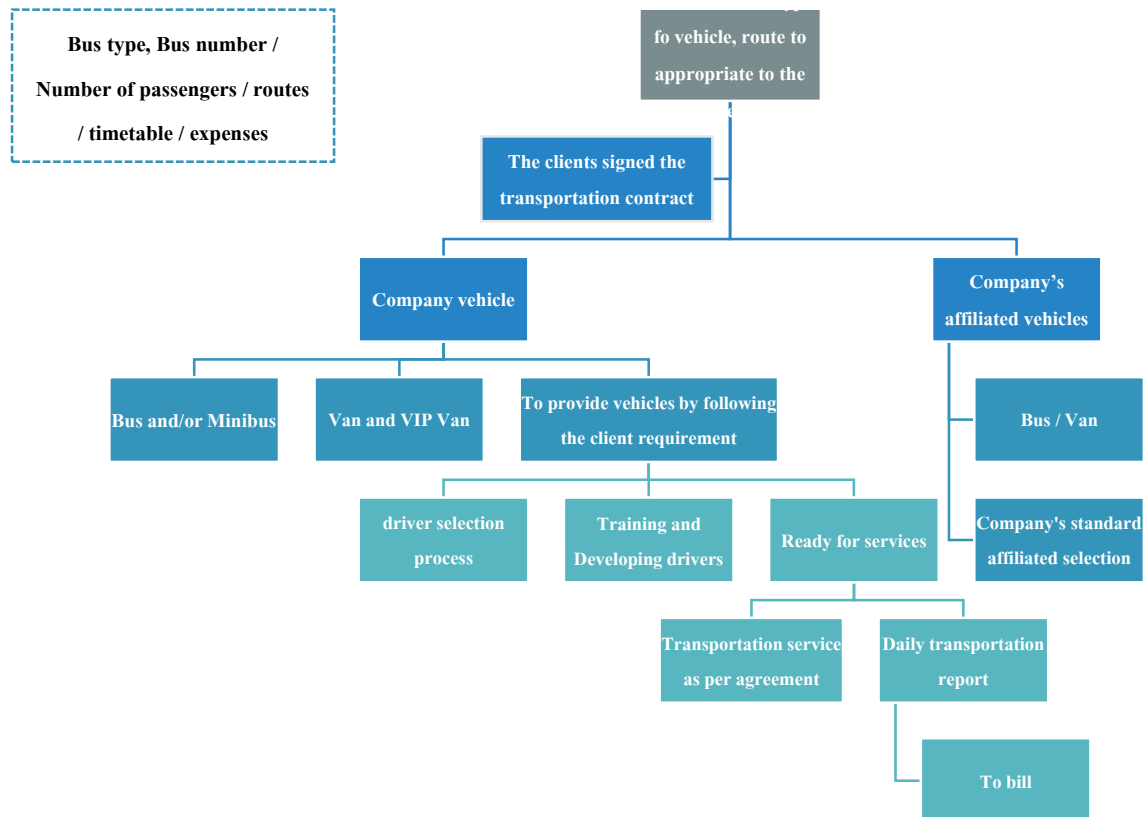 Bus type, Bus number /
Number of passengers / routes
/ timetable / expenses
fo vehicle, route to
appropriate to the
The clients signed the
transportation contract
Company vehicle
Company’s
affiliated vehicles
Bus and/or Minibus
Van and VIP Van
To provide vehicles by following
the client requirement
Bus / Van
driver selection
process
Training and
Developing drivers
Ready for services
Company's standard
affiliated selection
Transportation service
as per agreement
Daily transportation
report
To bill